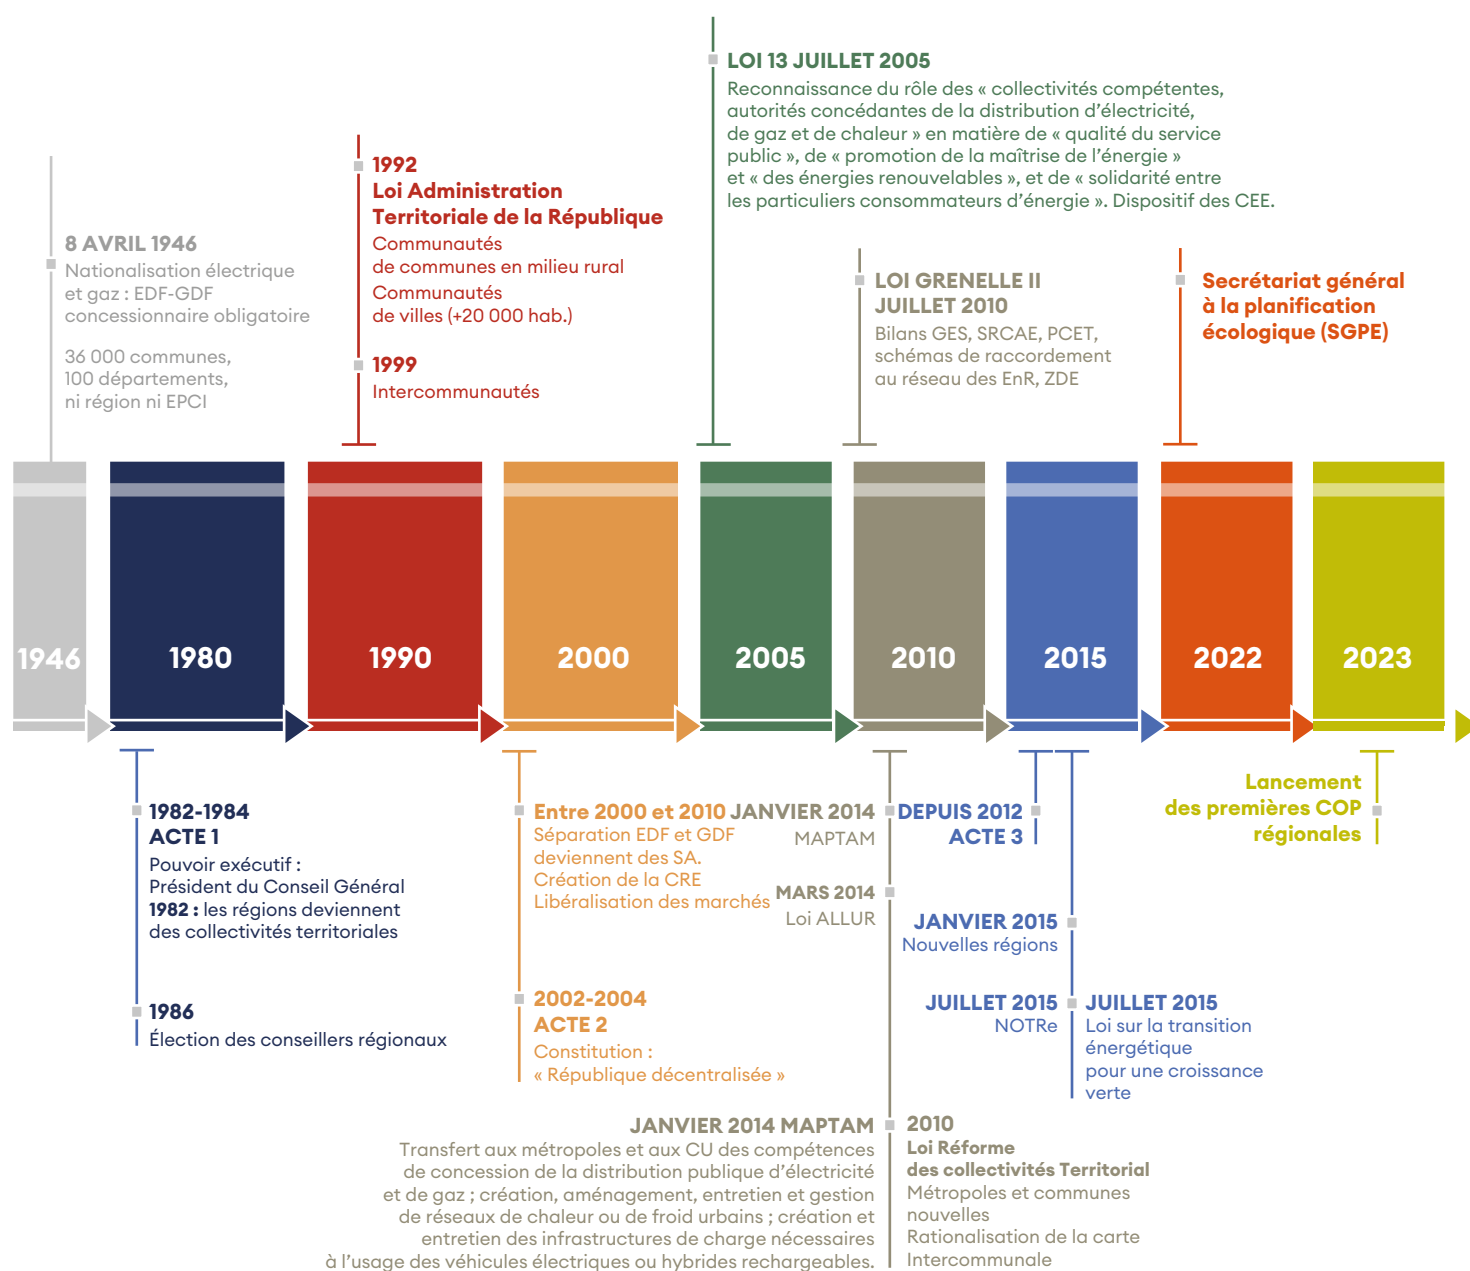 LOI 13 JUILLET 2005
Reconnaissance du rôle des « collectivités compétentes,
autorités concédantes de la distribution d'électricité,
de gaz et de chaleur » en matière de « qualité du service
public », de « promotion de la maîtrise de l'énergie »
et « des énergies renouvelables », et de « solidarité entre
les particuliers consommateurs d'énergie ». Dispositif des CEE.
1992
Loi Administration
Territoriale de la République
Communautés
de communes en milieu rural
Communautés
de villes (+20 000 hab.)
1999
Intercommunautés
8 AVRIL 1946
Nationalisation électrique
et gaz : EDF-GDF
concessionnaire obligatoire
36 000 communes,
100 départements,
ni région ni EPCI
LOI GRENELLE II
JUILLET 2010
Bilans GES, SRCAE, PCET,
schémas de raccordement
au réseau des EnR, ZDE
Secrétariat général
à la planification
écologique (SGPE)
1946
1980
1990
2000
2005
2010
2015
2022
2023
1982-1984
ACTE 1
Pouvoir exécutif :
Président du Conseil Général
1982 : les régions deviennent
des collectivités territoriales
1986
Élection des conseillers régionaux
Entre 2000 et 2010
Séparation EDF et GDF
deviennent des SA.
Création de la CRE
Libéralisation des marchés
2002-2004
ACTE 2
Constitution :
« République décentralisée »
JANVIER 2014
MAPTAM
MARS 2014
Loi ALLUR
JANVIER 2014 MAPTAM
Transfert aux métropoles et aux CU des compétences
de concession de la distribution publique d'électricité
et de gaz ; création, aménagement, entretien et gestion
de réseaux de chaleur ou de froid urbains ; création et
entretien des infrastructures de charge nécessaires
à l'usage des véhicules électriques ou hybrides rechargeables.
2010
Loi Réforme
des collectivités Territorial
Métropoles et communes
nouvelles
Rationalisation de la carte
Intercommunale
DEPUIS 2012
ACTE 3
JANVIER 2015
Nouvelles régions
JUILLET 2015
NOTRe
JUILLET 2015
Loi sur la transition
énergétique
pour une croissance
verte
Lancement
des premières COP
régionales